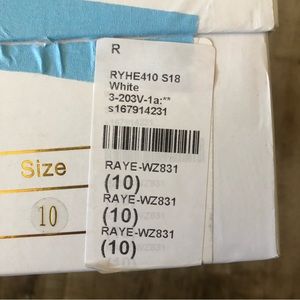 R
RYHE410 S18
White
3-203V-1a:**
s167914231
Size
10
RAYE-WZ831
(10)
RAYE-WZ831
(10)
RAYE-WZ831
(10)